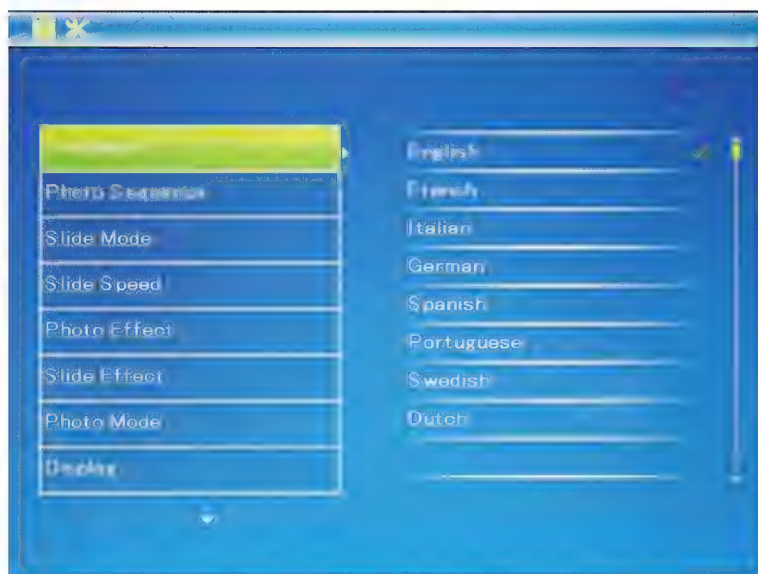 Photo Sequence
Slide Mode
Slide Speed
Photo Effect
Slide Effect
Photo Mode
Display
English
French
Italian
German
Spanish
Portuguese
Swedish
Dutch